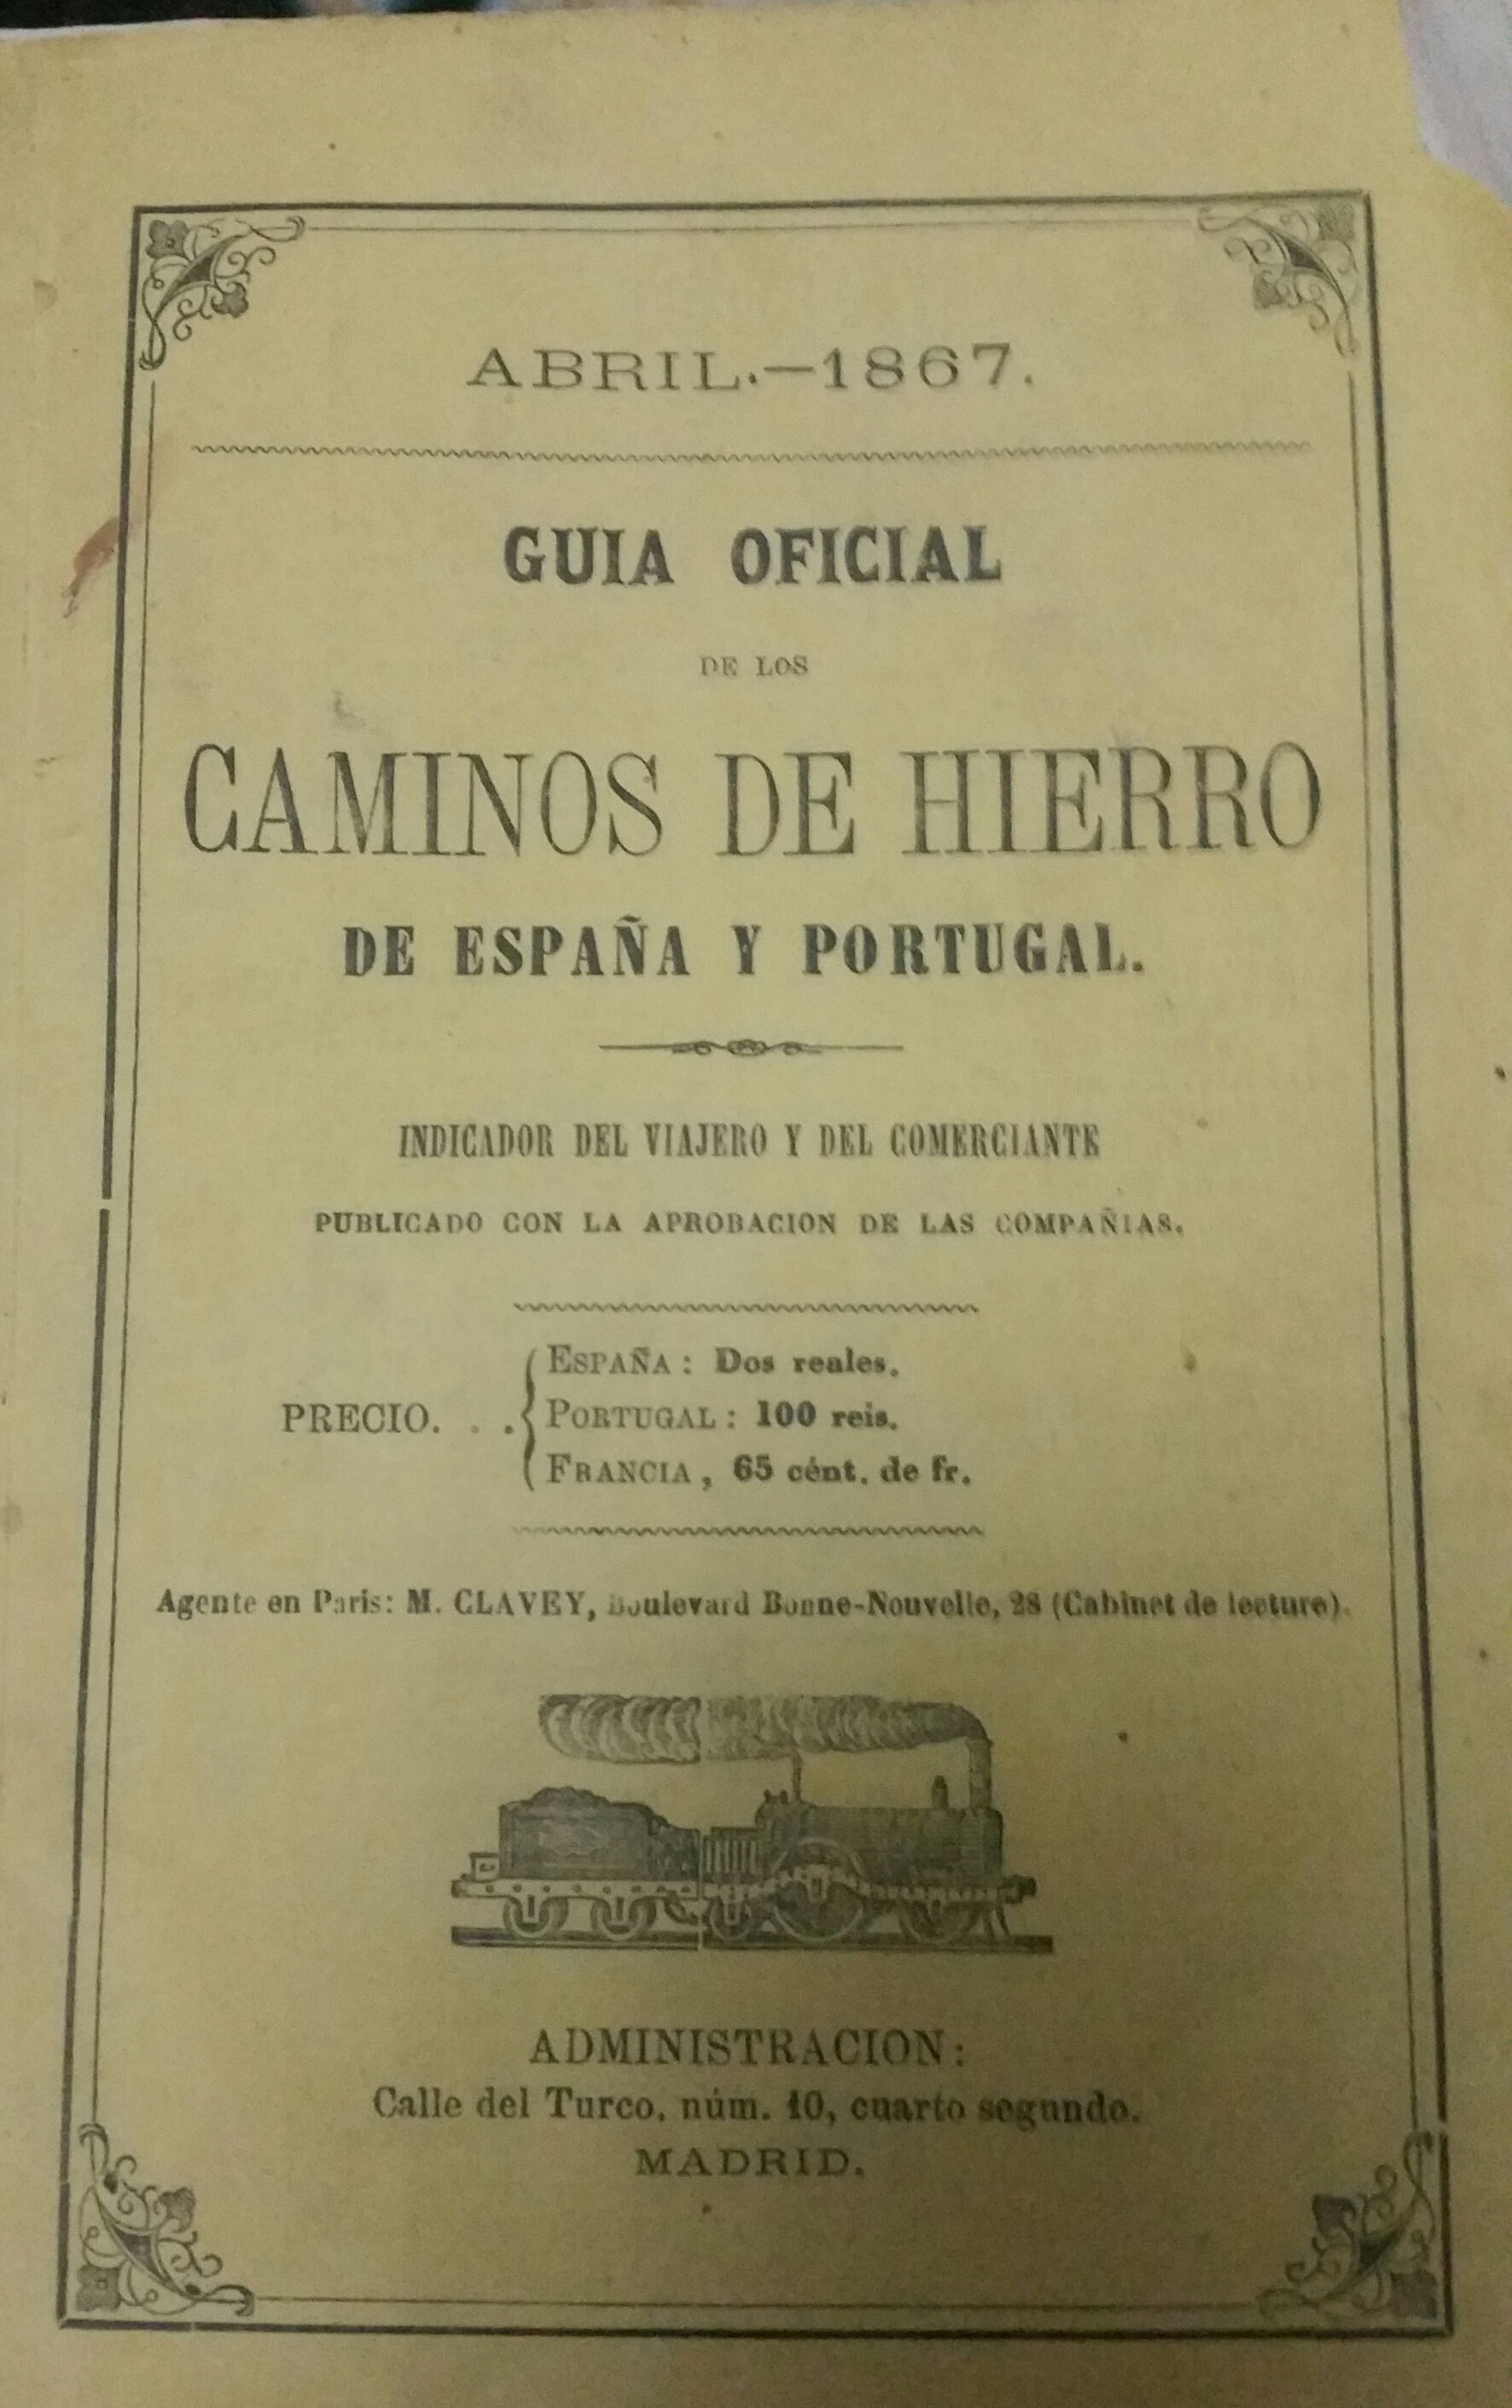 ABRIL.—1867.
GUIA OFICIAL
DE LOS
CAMINOS DE HIERRO
DE ESPAÑA Y PORTUGAL.
INDICADOR DEL VIAJERO Y DEL COMERCIANTE
PUBLICADO CON LA APROBACION DE LAS COMPAÑIAS.
PRECIO. . .
ESPAÑA: Dos reales.
PORTUGAL: 100 reis.
FRANCIA, 65 cént. de fr.
Agente en Paris: M. CLAVEY, Boulevard Bonne-Nouvelle, 28 (Cabinet de lecture).
ADMINISTRACION:
Calle del Turco, núm. 10, cuarto segundo.
MADRID.